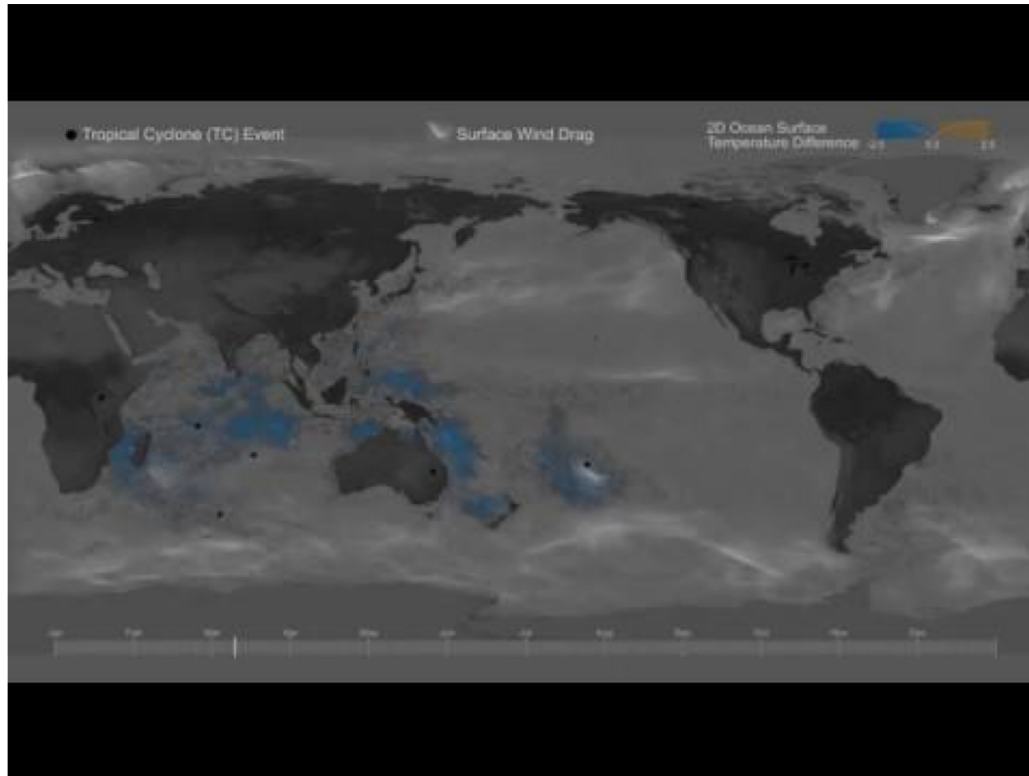 Tropical Cyclone (TC) Event
Surface Wind Drag
2D Ocean Surface
Temperature Difference
Jan Feb Mar Apr May Jun Jul Aug Sep Oct Nov Dec